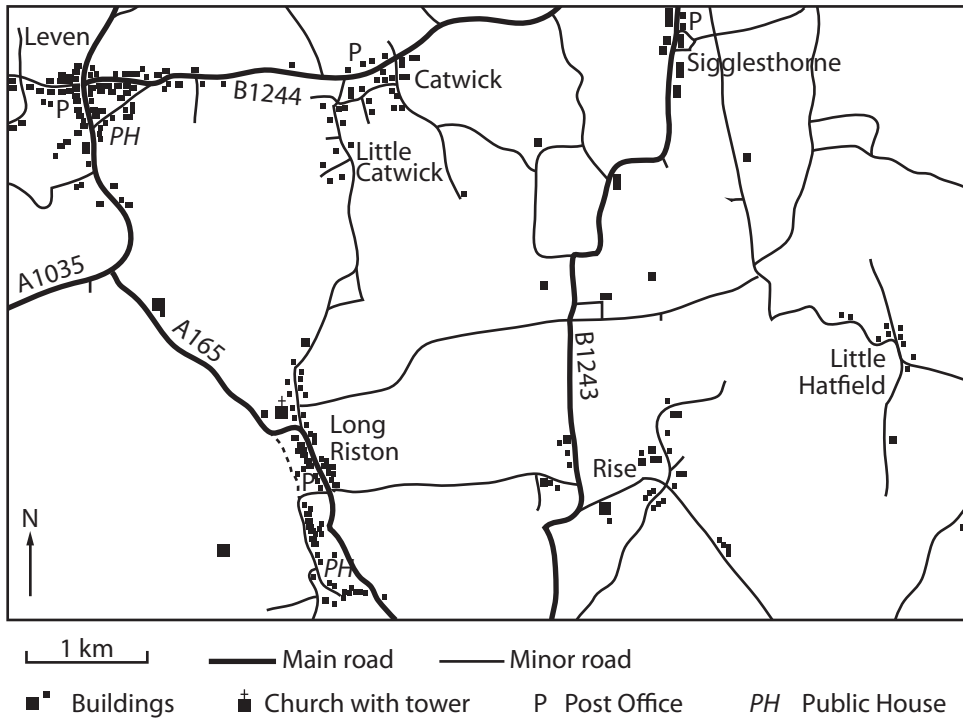 Leven
P
Sigglesthorne
P
Catwick
B1244
P
PH
Little
Catwick
A1035
A165
B1243
Little
Hatfield
Long
Riston
Rise
P
N
PH
1 km
Main road
Minor road
Buildings
Church with tower
P Post Office
PH Public House